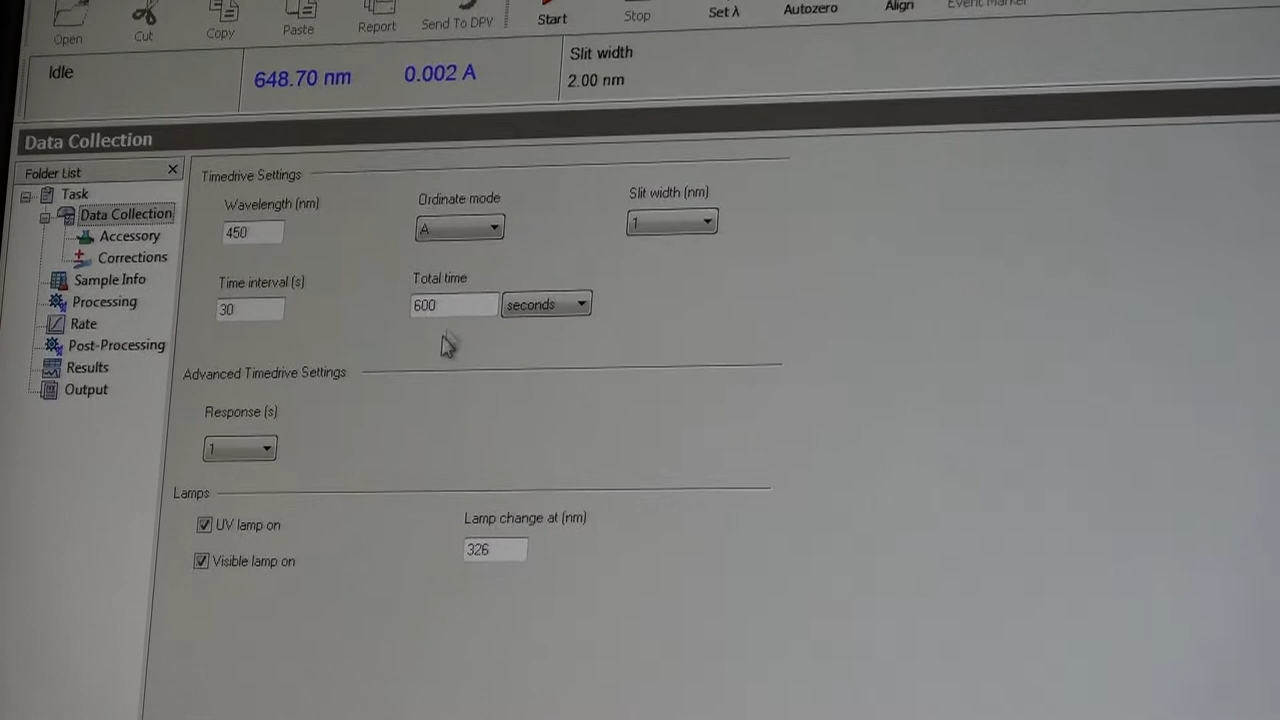 Open Cut Copy Paste Report Send To DPV Start Stop Set λ Autozero Align Event Marker
Idle 648.70 nm 0.002 A Slit width
2.00 nm
Data Collection
Folder List
Task
Data Collection
Accessory
Corrections
Sample Info
Processing
Rate
Post-Processing
Results
Output
Timedrive Settings
Wavelength (nm) Ordinate mode Slit width (nm)
450 A 1
Time interval (s) Total time
30 600 seconds
Advanced Timedrive Settings
Response (s)
1
Lamps
UV lamp on Lamp change at (nm)
326
Visible lamp on